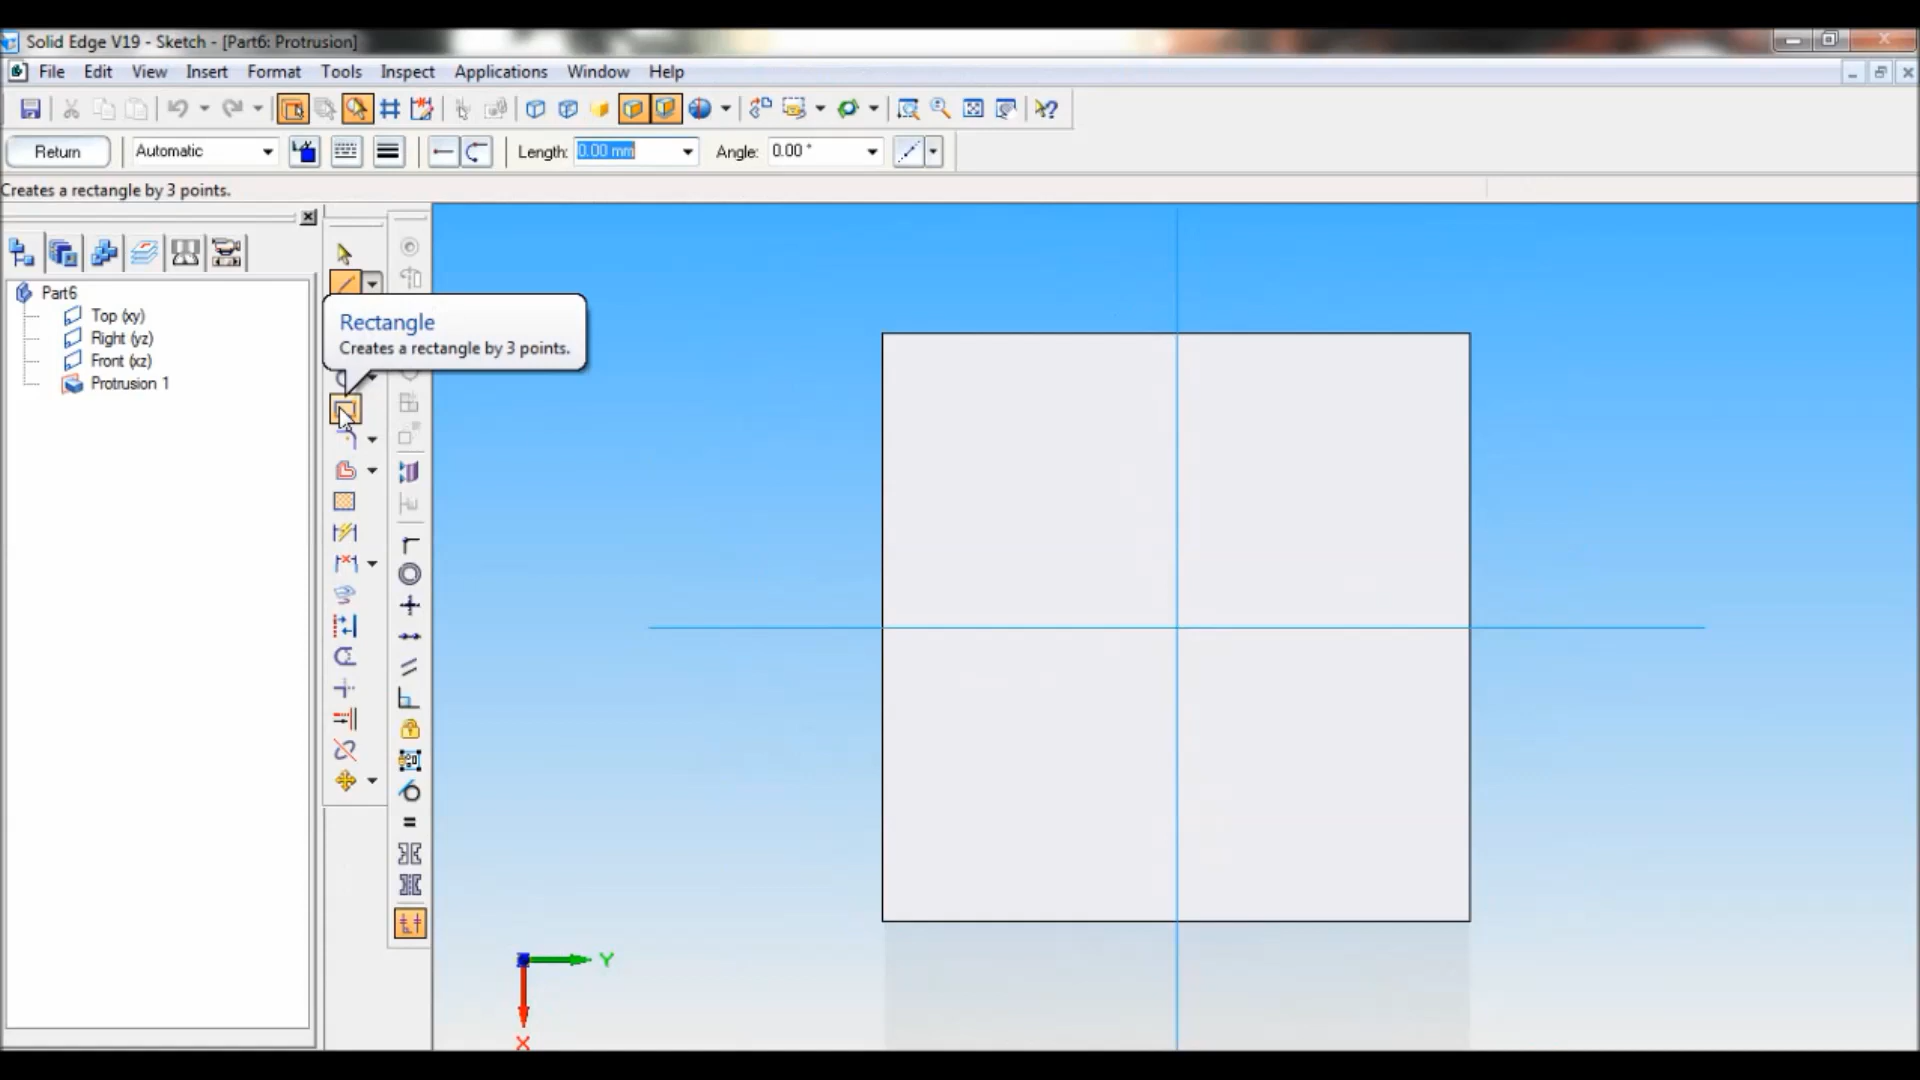 Solid Edge V19 - Sketch - [Part6: Protrusion]
File Edit View Insert Format Tools Inspect Applications Window Help
Return Automatic Length: 0.00 mm Angle: 0.00 °
Creates a rectangle by 3 points.
Part6
Top (xy)
Right (yz)
Front (xz)
Protrusion 1
Rectangle
Creates a rectangle by 3 points.
Y
X